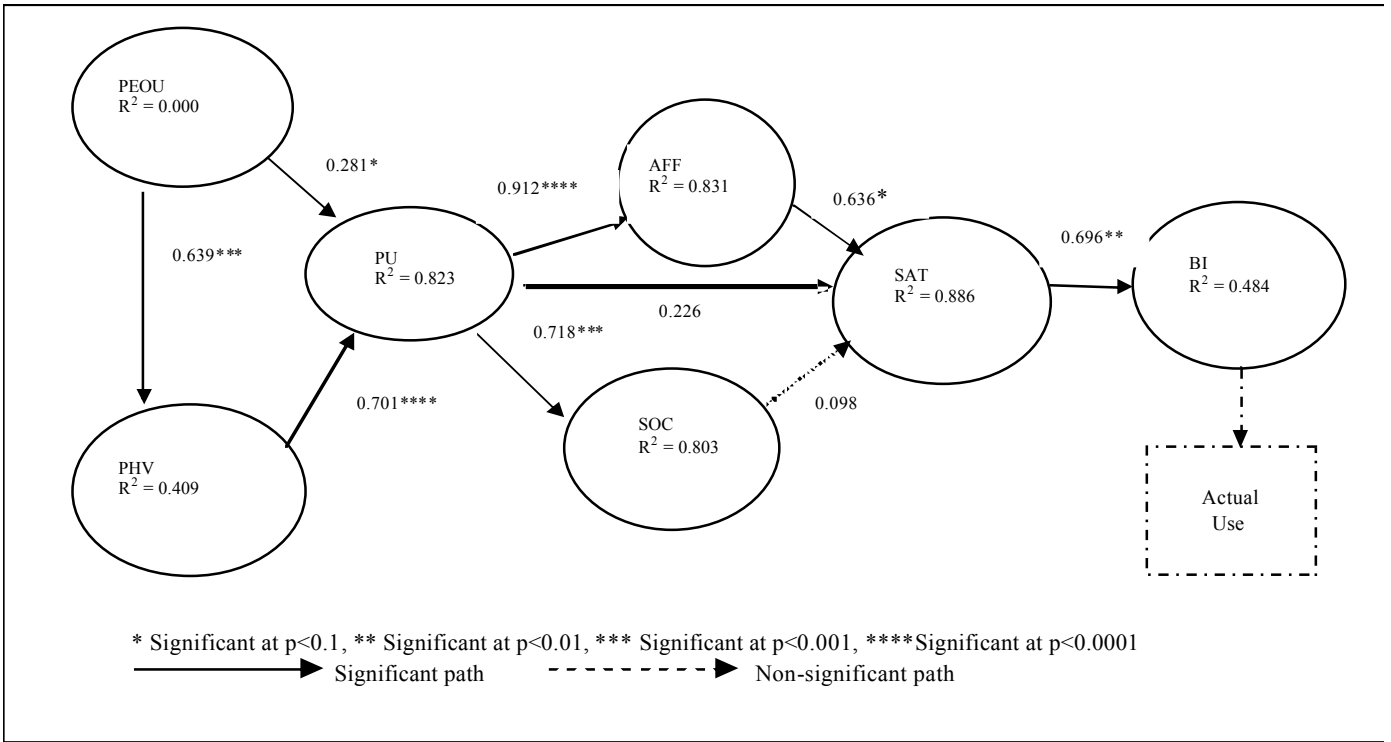 PEOU
R² = 0.000
0.281*
0.639***
PHV
R² = 0.409
0.701****
PU
R² = 0.823
0.912****
AFF
R² = 0.831
0.636*
0.226
0.718***
SOC
R² = 0.803
0.098
SAT
R² = 0.886
0.696**
BI
R² = 0.484
Actual
Use
* Significant at p<0.1, ** Significant at p<0.01, *** Significant at p<0.001, ****Significant at p<0.0001
Significant path Non-significant path